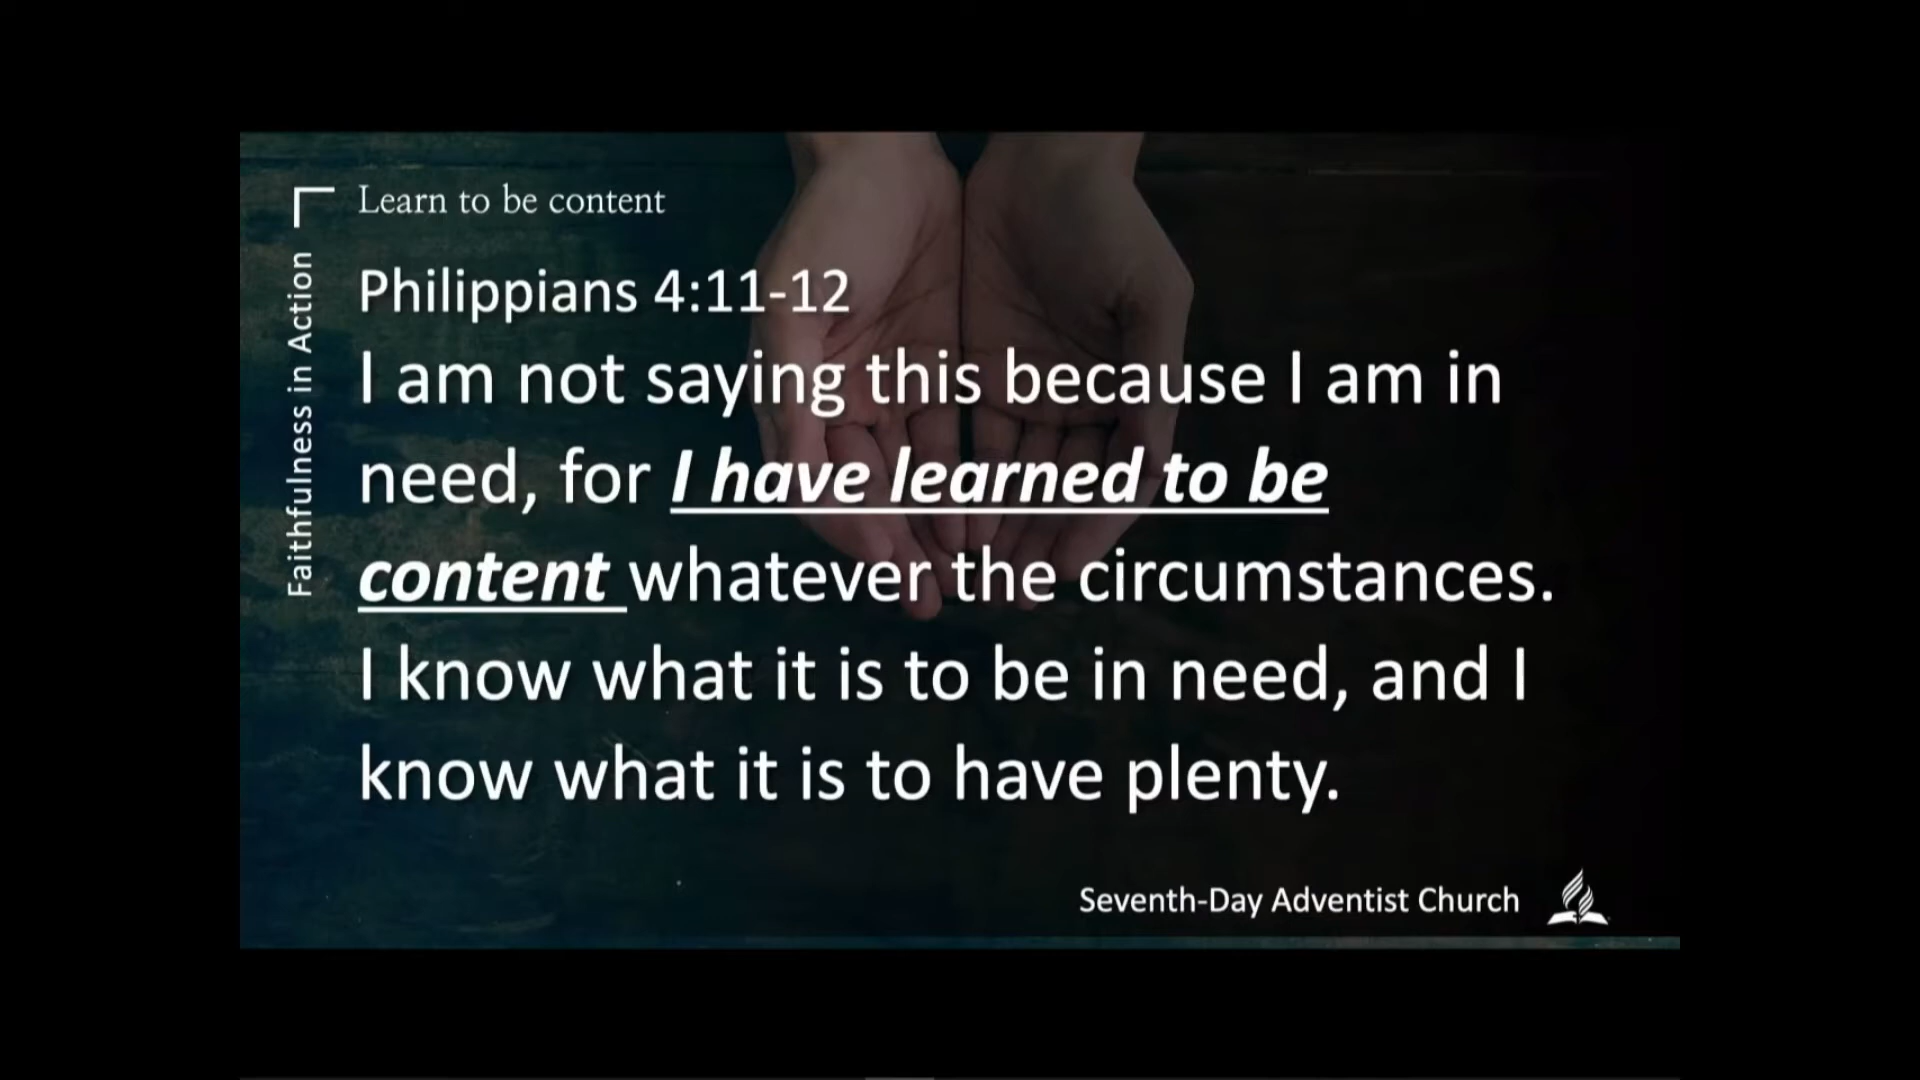 Learn to be content
Faithfulness in Action
Philippians 4:11-12
I am not saying this because I am in
need, for I have learned to be
content whatever the circumstances.
I know what it is to be in need, and I
know what it is to have plenty.
Seventh-Day Adventist Church